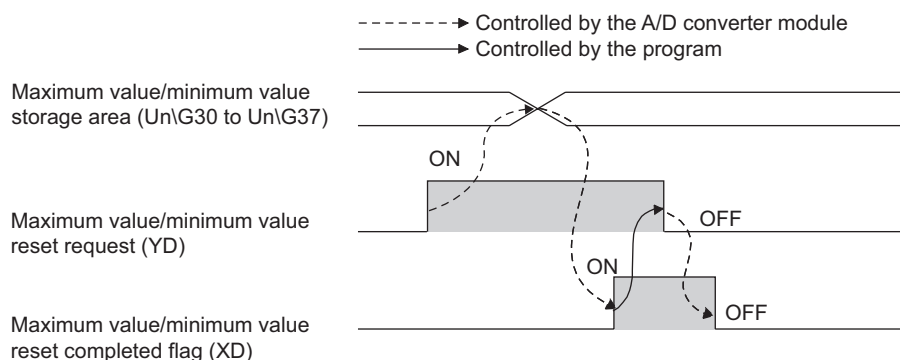 Controlled by the A/D converter module
Controlled by the program
Maximum value/minimum value
storage area (Un\G30 to Un\G37)
ON
Maximum value/minimum value
reset request (YD)
OFF
ON
OFF
Maximum value/minimum value
reset completed flag (XD)